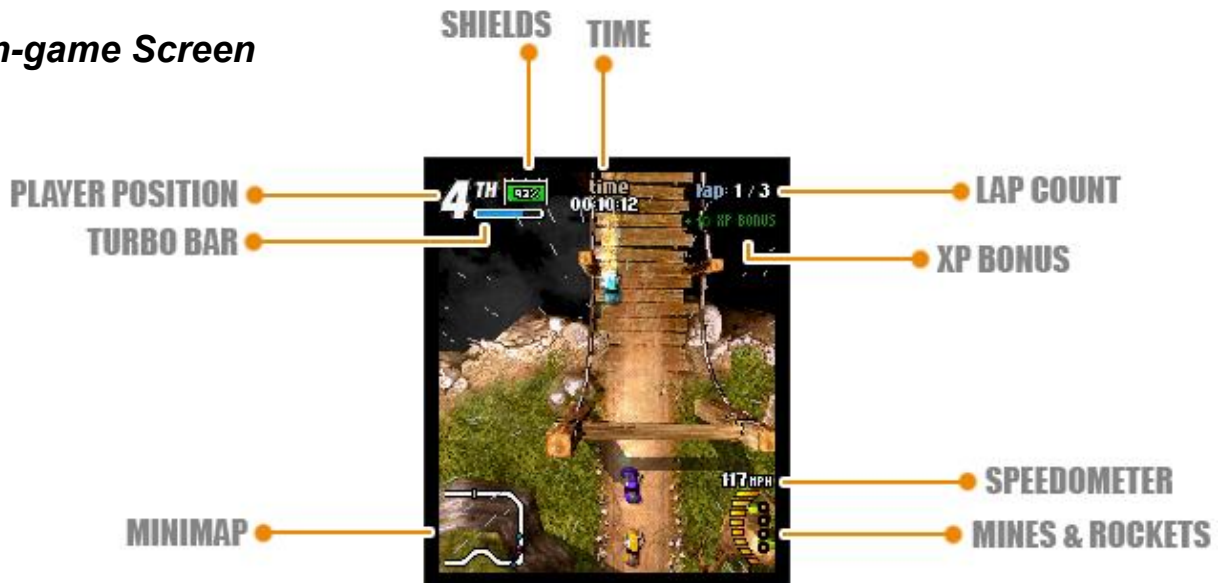 n-game Screen
SHIELDS
TIME
PLAYER POSITION
TURBO BAR
LAP COUNT
XP BONUS
SPEEDOMETER
MINES & ROCKETS
MINIMAP
4TH
93%
time
00:10:12
lap: 1 / 3
XP BONUS
117 MPH